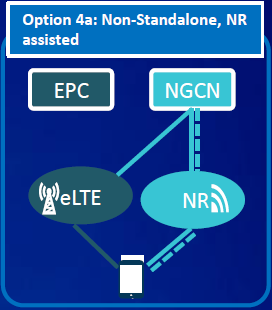 Option 4a: Non-Standalone, NR
assisted
EPC NGCN
eLTE NR